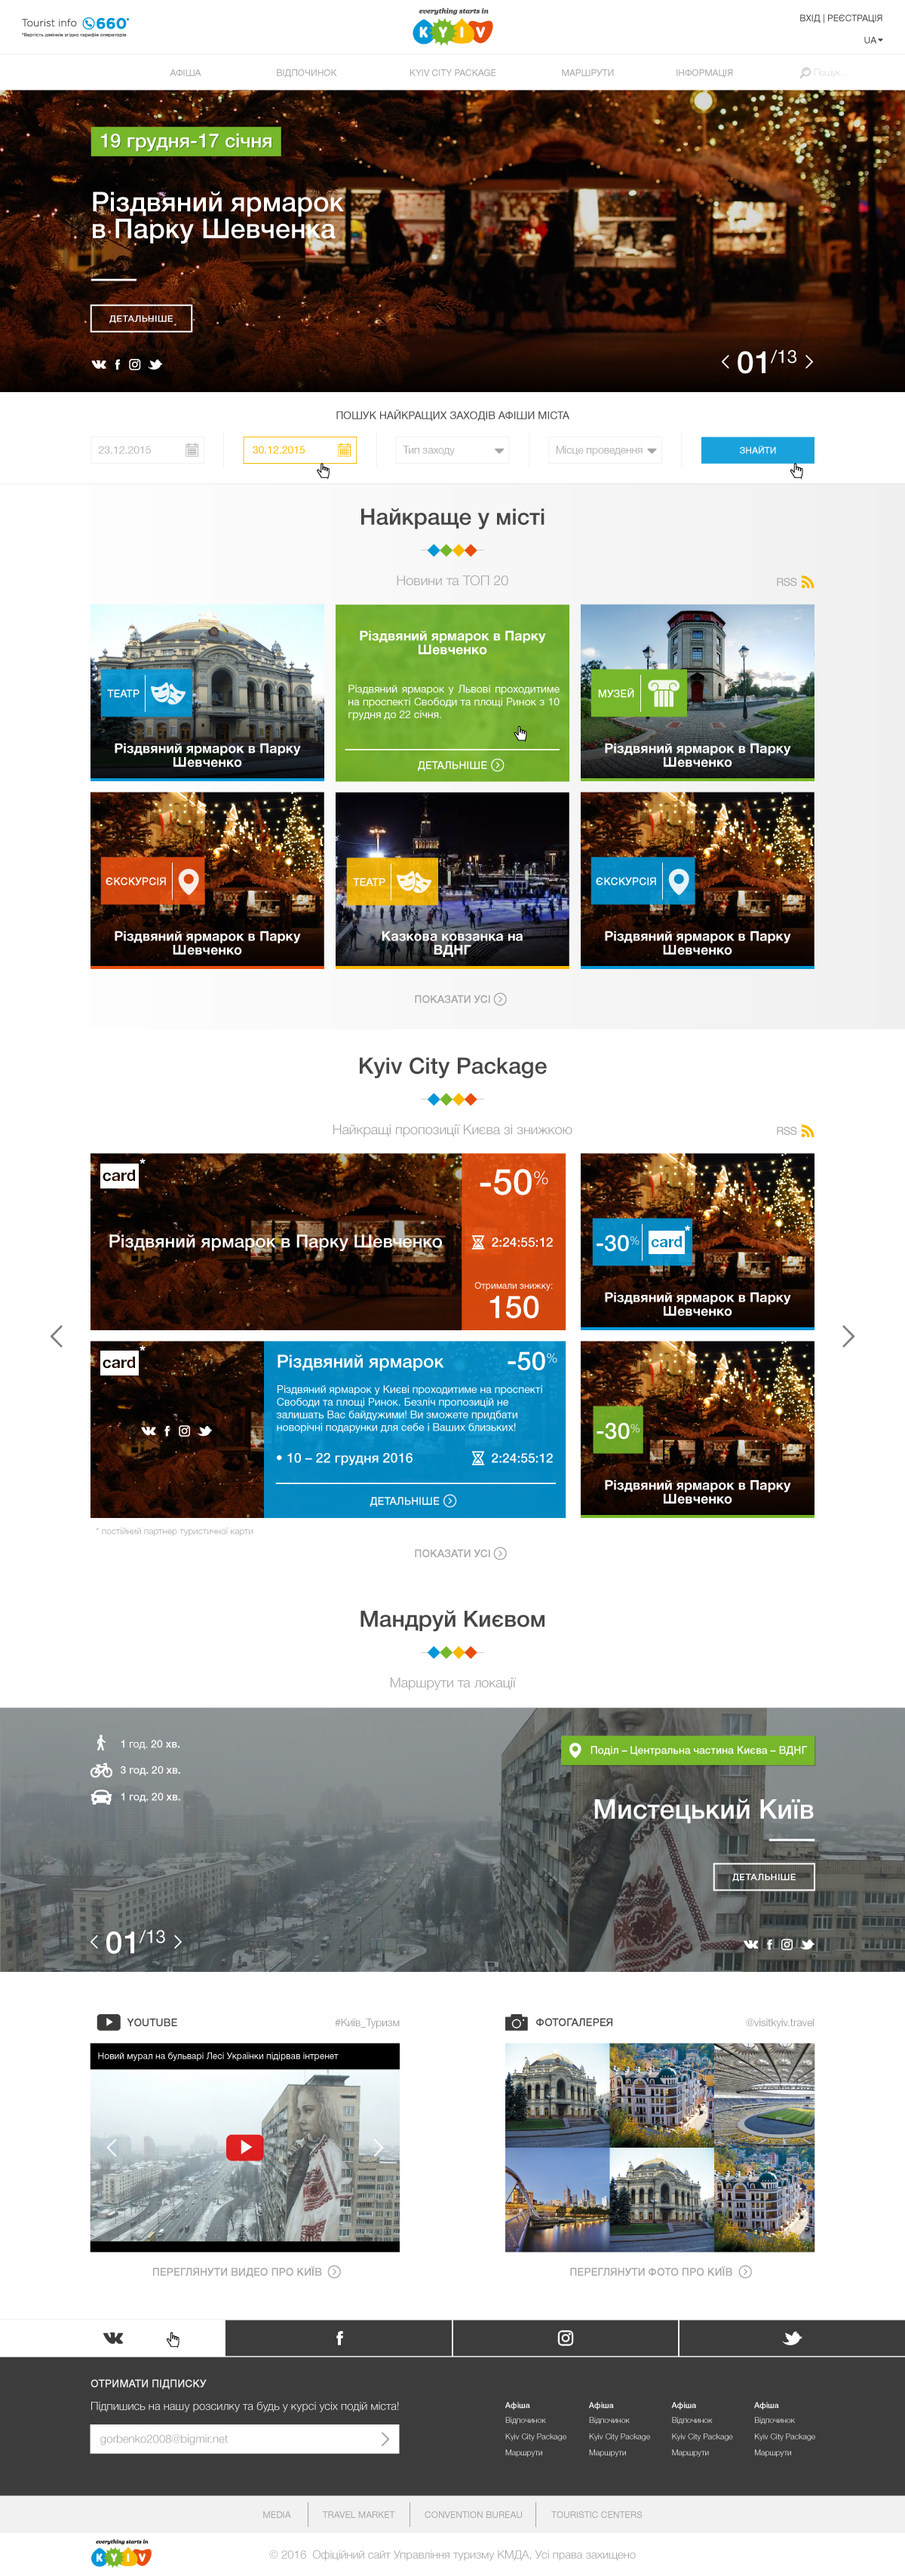 Tourist info 660*
*Вартість дзвінків згідно тарифів операторів
everything starts in
KYIV
ВХІД | РЕЄСТРАЦІЯ
UA
АФІША ВІДПОЧИНОК KYIV CITY PACKAGE МАРШРУТИ ІНФОРМАЦІЯ Пошук...
19 грудня-17 січня
Різдвяний ярмарок
в Парку Шевченка
ДЕТАЛЬНІШЕ
01/13
ПОШУК НАЙКРАЩИХ ЗАХОДІВ АФІШИ МІСТА
23.12.2015 30.12.2015 Тип заходу Місце проведення ЗНАЙТИ
Найкраще у місті
Новини та ТОП 20
RSS
ТЕАТР
Різдвяний ярмарок в Парку
Шевченко
Різдвяний ярмарок в Парку
Шевченко
Різдвяний ярмарок у Львові проходитиме
на проспекті Свободи та площі Ринок з 10
грудня до 22 січня.
ДЕТАЛЬНІШЕ
МУЗЕЙ
Різдвяний ярмарок в Парку
Шевченко
ЄКСКУРСІЯ
Різдвяний ярмарок в Парку
Шевченко
ТЕАТР
Казкова ковзанка на
ВДНГ
ЄКСКУРСІЯ
Різдвяний ярмарок в Парку
Шевченко
ПОКАЗАТИ УСІ
Kyiv City Package
Найкращі пропозиції Києва зі знижкою
RSS
card*
Різдвяний ярмарок в Парку Шевченко
-50%
2:24:55:12
Отримали знижку:
150
-30% card*
Різдвяний ярмарок в Парку
Шевченко
card*
Різдвяний ярмарок -50%
Різдвяний ярмарок у Києві проходитиме на проспекті
Свободи та площі Ринок. Безліч пропозицій не
залишать Вас байдужими! Ви зможете придбати
новорічні подарунки для себе і Ваших близьких!
• 10 – 22 грудня 2016 2:24:55:12
ДЕТАЛЬНІШЕ
-30%
Різдвяний ярмарок в Парку
Шевченко
* постійний партнер туристичної карти
ПОКАЗАТИ УСІ
Мандруй Києвом
Маршрути та локації
1 год. 20 хв.
3 год. 20 хв.
1 год. 20 хв.
Поділ – Центральна частина Києва – ВДНГ
Мистецький Київ
ДЕТАЛЬНІШЕ
01/13
YOUTUBE #Київ_Туризм
Новий мурал на бульварі Лесі Українки підірвав інтренет
ПЕРЕГЛЯНУТИ ВИДЕО ПРО КИЇВ
ФОТОГАЛЕРЕЯ @visitkyiv.travel
ПЕРЕГЛЯНУТИ ФОТО ПРО КИЇВ
ОТРИМАТИ ПІДПИСКУ
Підпишись на нашу розсилку та будь у курсі усіх подій міста!
gorbenko2008@bigmir.net
Афіша Афіша Афіша Афіша
Відпочинок Відпочинок Відпочинок Відпочинок
Kyiv City Package Kyiv City Package Kyiv City Package Kyiv City Package
Маршрути Маршрути Маршрути Маршрути
MEDIA TRAVEL MARKET CONVENTION BUREAU TOURISTIC CENTERS
everything starts in
KYIV
© 2016 Офіційний сайт Управління туризму КМДА, Усі права захищено